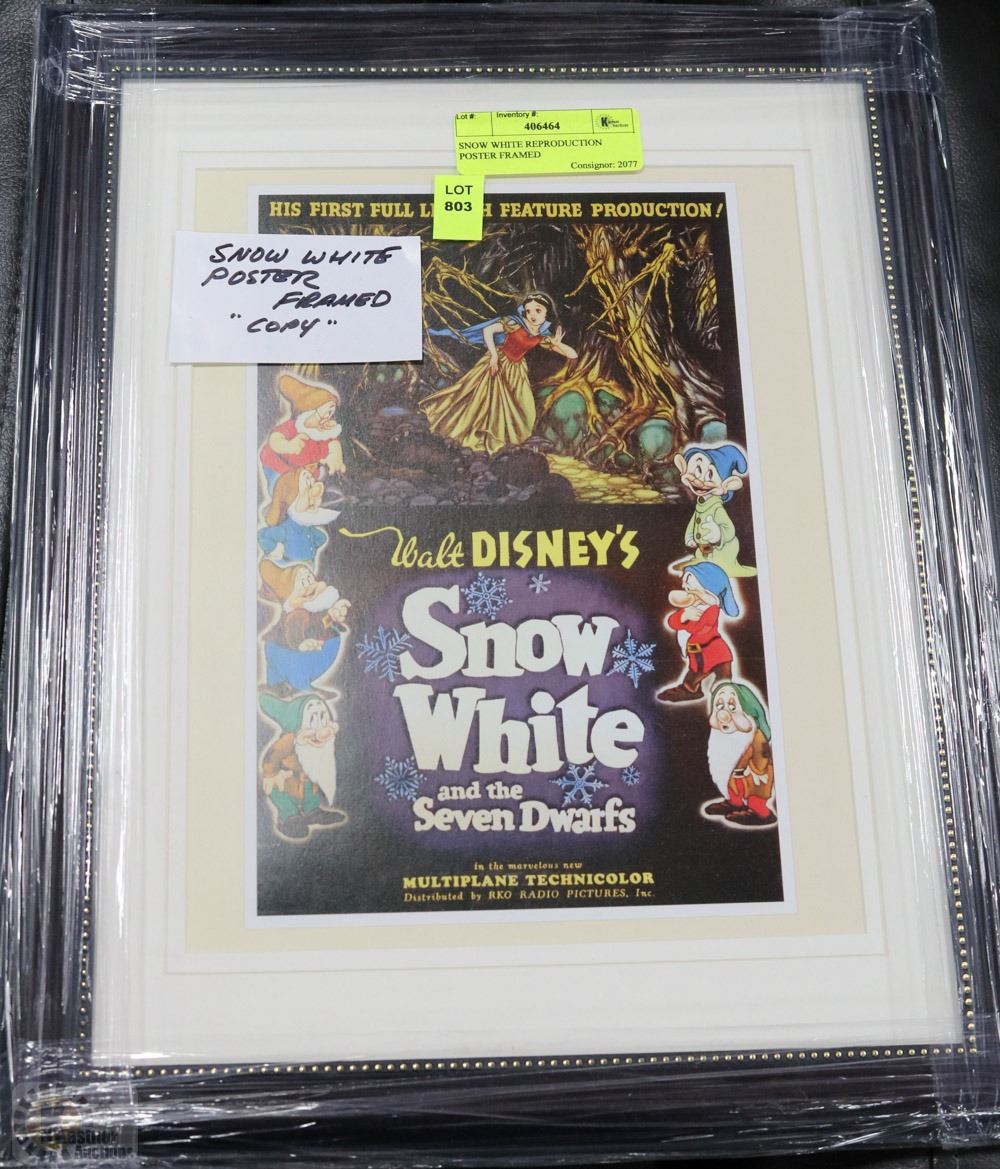 Lot #: Inventory #:
406464
SNOW WHITE REPRODUCTION
POSTER FRAMED
Consignor: 2077
LOT
803
HIS FIRST FULL L H FEATURE PRODUCTION!
SNOW WHITE
POSTER
FRAMED
"COPY"
Walt DISNEY'S
Snow
White
and the
Seven Dwarfs
in the marvelous new
MULTIPLANE TECHNICOLOR
Distributed by RKO RADIO PICTURES, Inc.
Kastner
Auctions